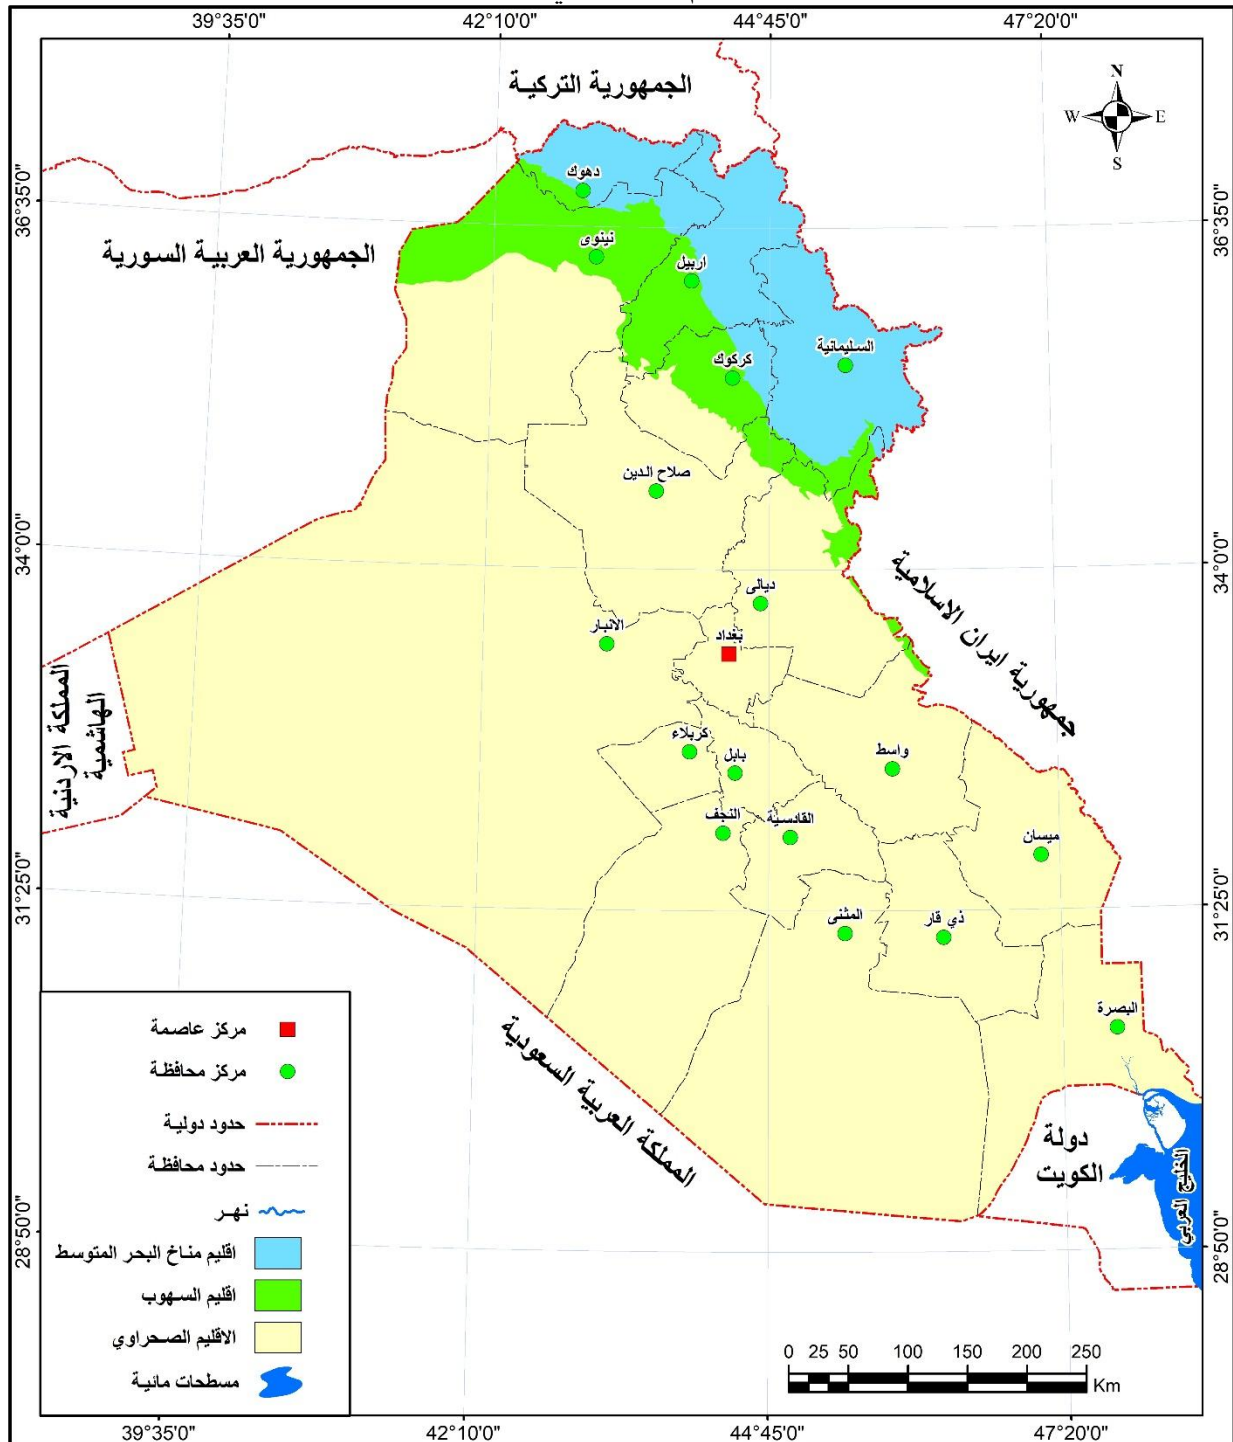 39°35'0" 42°10'0" 44°45'0" 47°20'0"
الجمهورية التركية
N
W E
S
36°35'0" 36°35'0"
دهوك
الجمهورية العربية السورية
نينوى
اربيل
السليمانية
كركوك
صلاح الدين
34°0'0" 34°0'0"
جمهورية ايران الاسلامية
ديالى
الانبار
بغداد
المملكة الاردنية
الهاشمية
كربلاء
بابل
واسط
النجف
القادسية
ميسان
31°25'0" 31°25'0"
المثنى
ذي قار
البصرة
المملكة العربية السعودية
دولة
الكويت
الخليج العربي
28°50'0" 28°50'0"
مركز عاصمة
مركز محافظة
حدود دولية
حدود محافظة
نهر
اقليم مناخ البحر المتوسط
اقليم السهوب
الاقليم الصحراوي
مسطحات مائية
0 25 50 100 150 200 250
Km
39°35'0" 42°10'0" 44°45'0" 47°20'0"